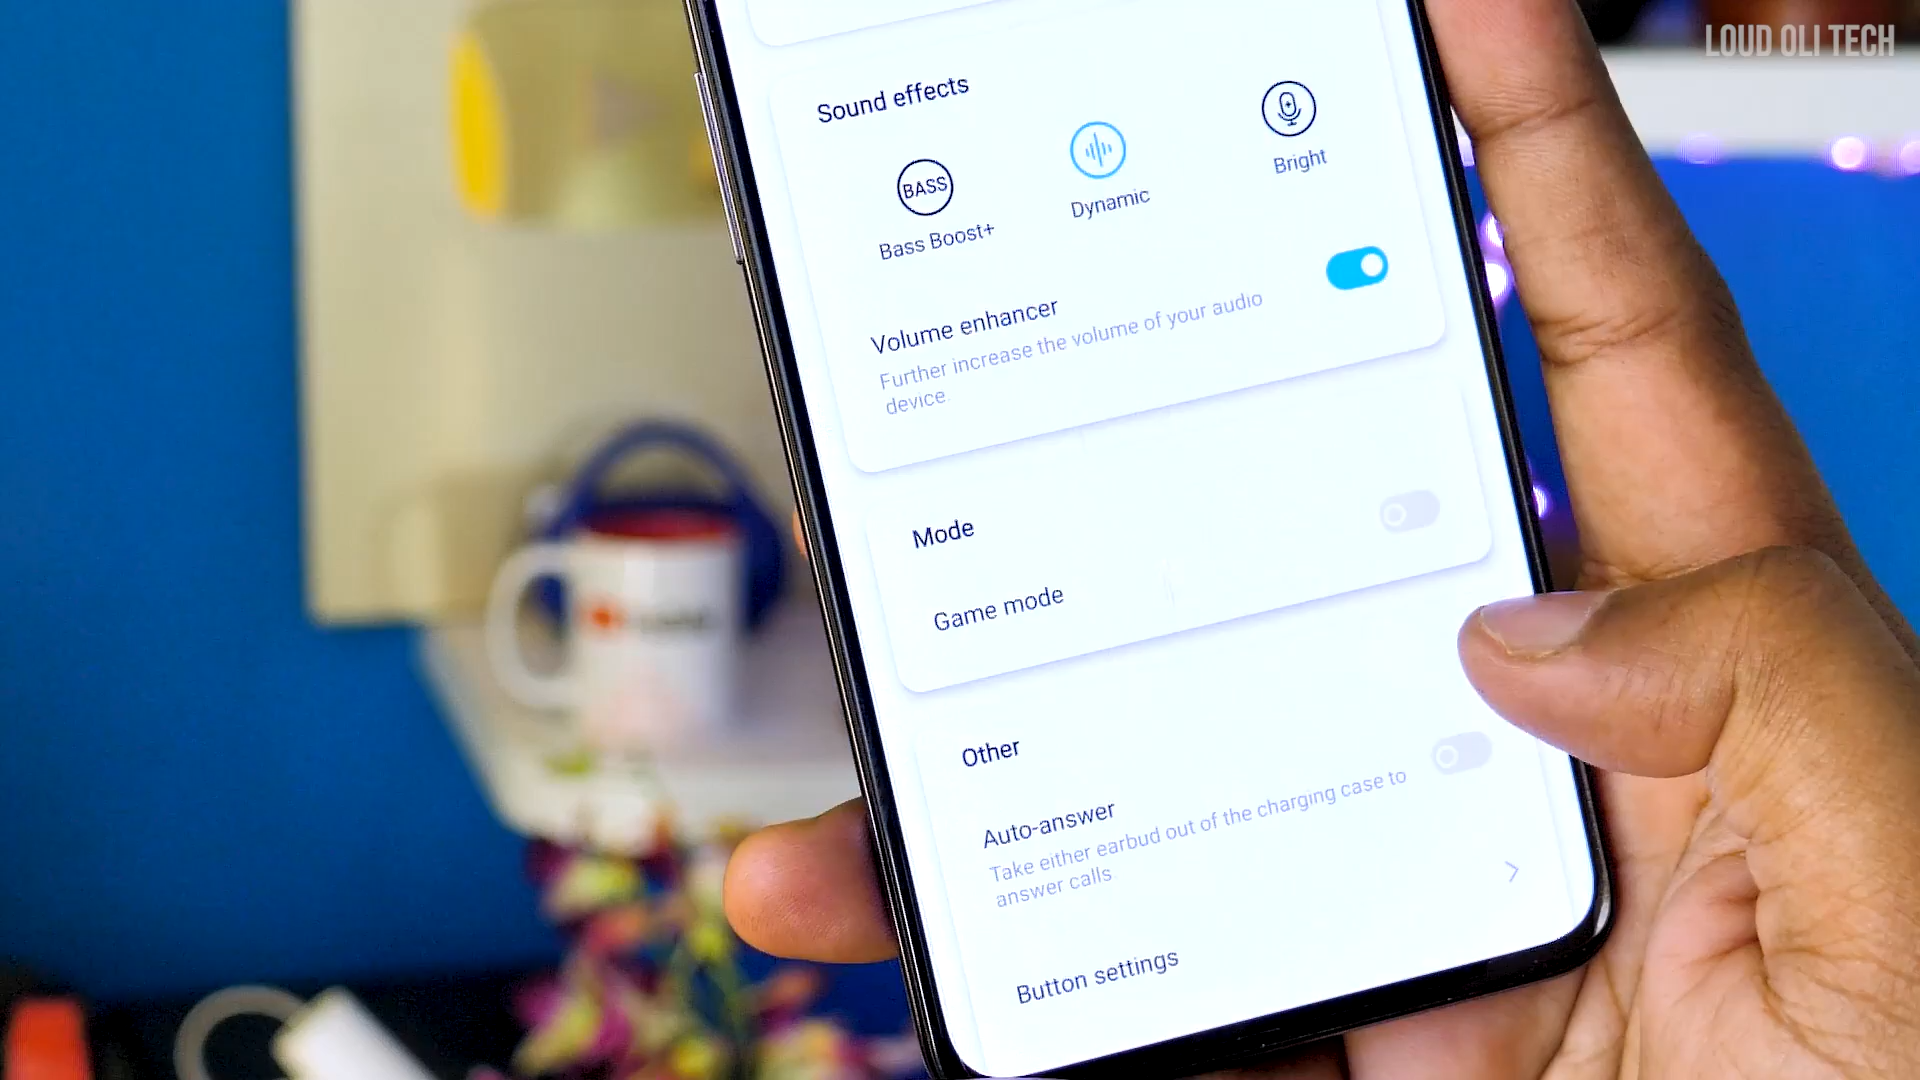 LOUD OLI TECH
Sound effects
BASS
Bass Boost+
Dynamic
Bright
Volume enhancer
Further increase the volume of your audio
device.
Mode
Game mode
Other
Auto-answer
Take either earbud out of the charging case to
answer calls
Button settings